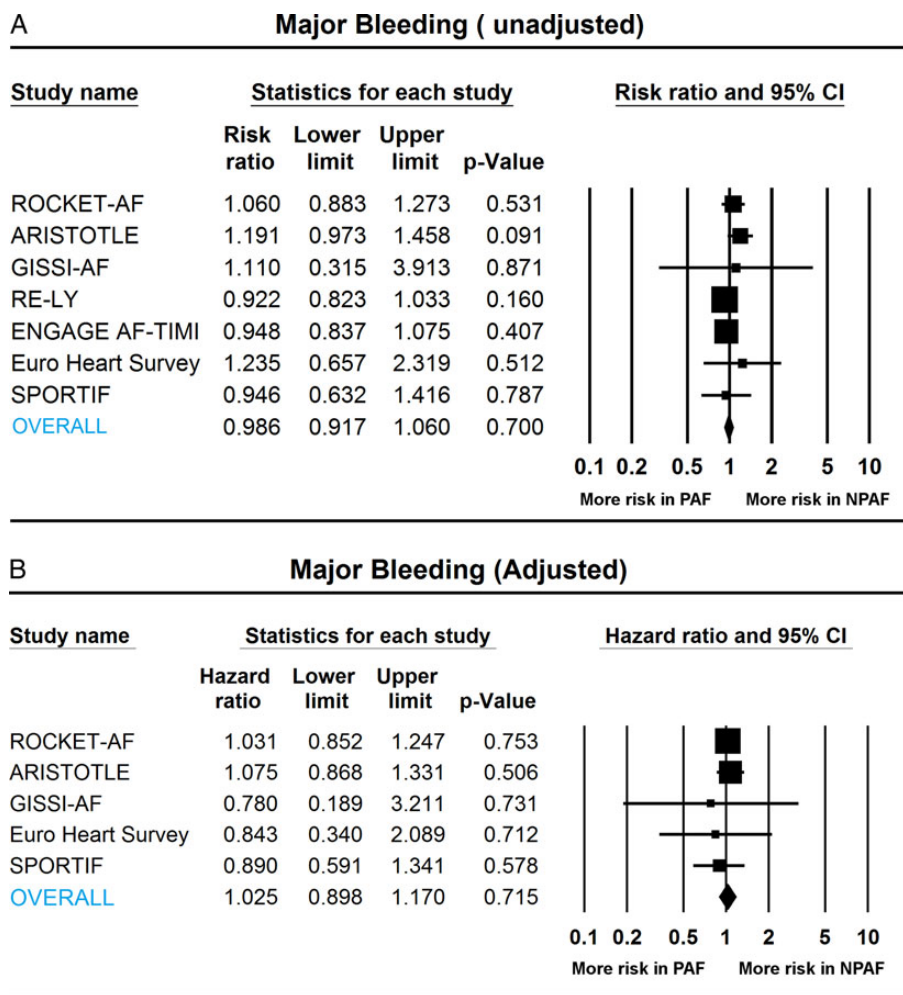 A
Major Bleeding ( unadjusted)
Study name Statistics for each study Risk ratio and 95% CI
Risk Lower Upper
ratio limit limit p-Value
ROCKET-AF 1.060 0.883 1.273 0.531
ARISTOTLE 1.191 0.973 1.458 0.091
GISSI-AF 1.110 0.315 3.913 0.871
RE-LY 0.922 0.823 1.033 0.160
ENGAGE AF-TIMI 0.948 0.837 1.075 0.407
Euro Heart Survey 1.235 0.657 2.319 0.512
SPORTIF 0.946 0.632 1.416 0.787
OVERALL 0.986 0.917 1.060 0.700
0.1 0.2 0.5 1 2 5 10
More risk in PAF More risk in NPAF
B
Major Bleeding (Adjusted)
Study name Statistics for each study Hazard ratio and 95% CI
Hazard Lower Upper
ratio limit limit p-Value
ROCKET-AF 1.031 0.852 1.247 0.753
ARISTOTLE 1.075 0.868 1.331 0.506
GISSI-AF 0.780 0.189 3.211 0.731
Euro Heart Survey 0.843 0.340 2.089 0.712
SPORTIF 0.890 0.591 1.341 0.578
OVERALL 1.025 0.898 1.170 0.715
0.1 0.2 0.5 1 2 5 10
More risk in PAF More risk in NPAF